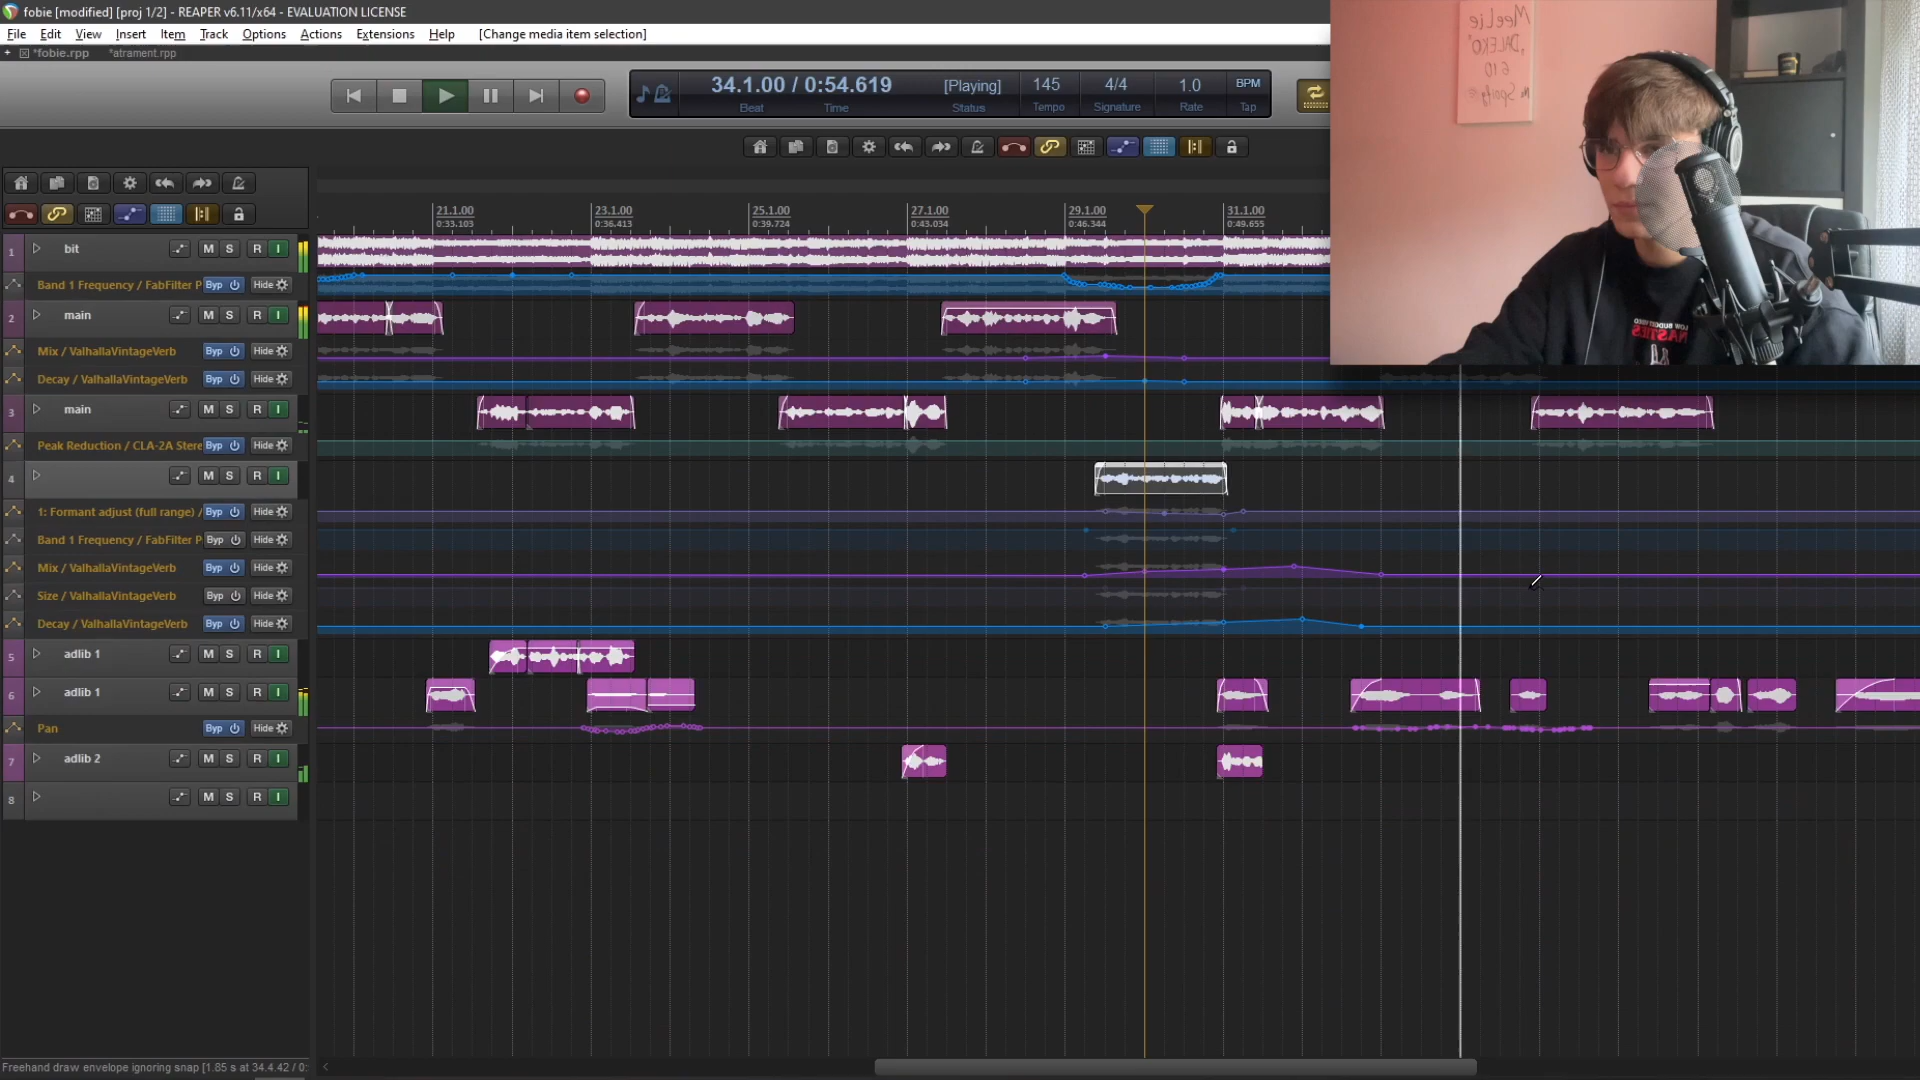 fobie [modified] [proj 1/2] - REAPER v6.11/x64 - EVALUATION LICENSE
File Edit View Insert Item Track Options Actions Extensions Help [Change media item selection]
*fobie.rpp *atrament.rpp
34.1.00 / 0:54.619 [Playing] 145 4/4 1.0 BPM
Beat Time Status Tempo Signature Rate Tap
MeeLie
"DALEKO"
na Spotify
LOW BUDGET VIDEO
NASTIES
21.1.00 23.1.00 25.1.00 27.1.00 29.1.00 31.1.00
0:33.103 0:36.413 0:39.724 0:43.034 0:46.344 0:49.655
1 bit M S R I
Band 1 Frequency / FabFilter P Byp Hide
2 main M S R I
Mix / ValhallaVintageVerb Byp Hide
Decay / ValhallaVintageVerb Byp Hide
3 main M S R I
Peak Reduction / CLA-2A Stere Byp Hide
4 M S R I
1: Formant adjust (full range) / Byp Hide
Band 1 Frequency / FabFilter P Byp Hide
Mix / ValhallaVintageVerb Byp Hide
Size / ValhallaVintageVerb Byp Hide
Decay / ValhallaVintageVerb Byp Hide
5 adlib 1 M S R I
6 adlib 1 M S R I
Pan Byp Hide
7 adlib 2 M S R I
8 M S R I
Freehand draw envelope ignoring snap [1.85 s at 34.4.42 / 0: